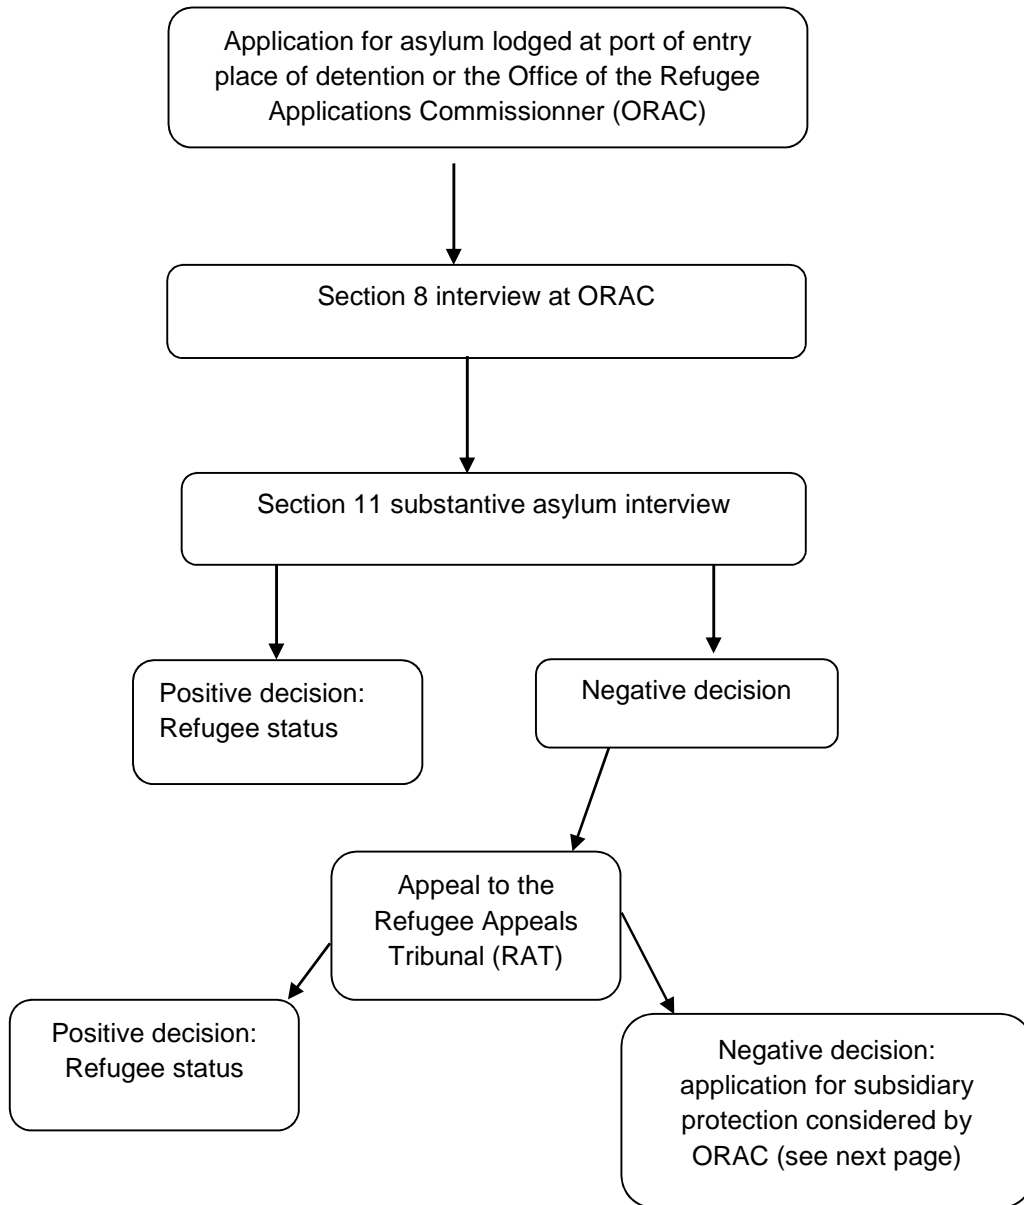 Application for asylum lodged at port of entry
place of detention or the Office of the Refugee
Applications Commissionner (ORAC)
Section 8 interview at ORAC
Section 11 substantive asylum interview
Positive decision:
Refugee status
Negative decision
Appeal to the
Refugee Appeals
Tribunal (RAT)
Positive decision:
Refugee status
Negative decision:
application for subsidiary
protection considered by
ORAC (see next page)